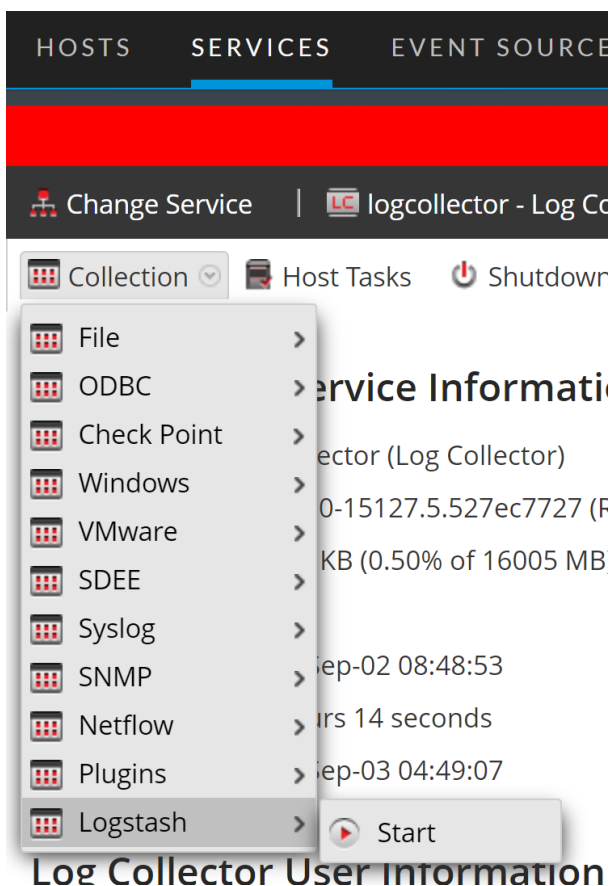 HOSTS SERVICES EVENT SOURCE
Change Service | LC logcollector - Log Co
Collection Host Tasks Shutdown
File
ODBC
ervice Informati
Check Point
ector (Log Collector)
Windows
0-15127.5.527ec7727 (R
VMware
KB (0.50% of 16005 MB)
SDEE
Syslog
SNMP
Sep-02 08:48:53
Netflow
urs 14 seconds
Plugins
Sep-03 04:49:07
Logstash
Start
Log Collector User Information